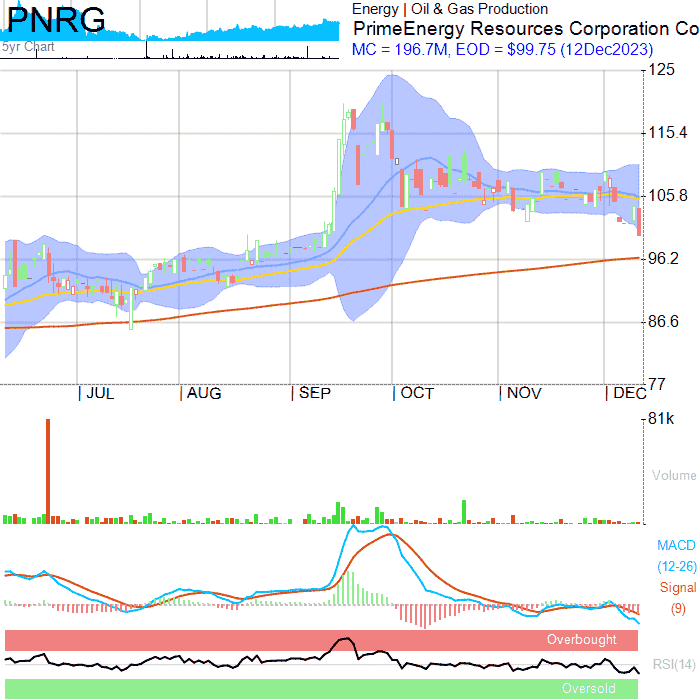 PNRG
Energy | Oil & Gas Production
PrimeEnergy Resources Corporation Co
5yr Chart
MC = 196.7M, EOD = $99.75 (12Dec2023)
125
115.4
105.8
96.2
86.6
77
| JUL | AUG | SEP | OCT | NOV | DEC
81k
Volume
MACD
(12-26)
Signal
(9)
Overbought
RSI(14)
Oversold